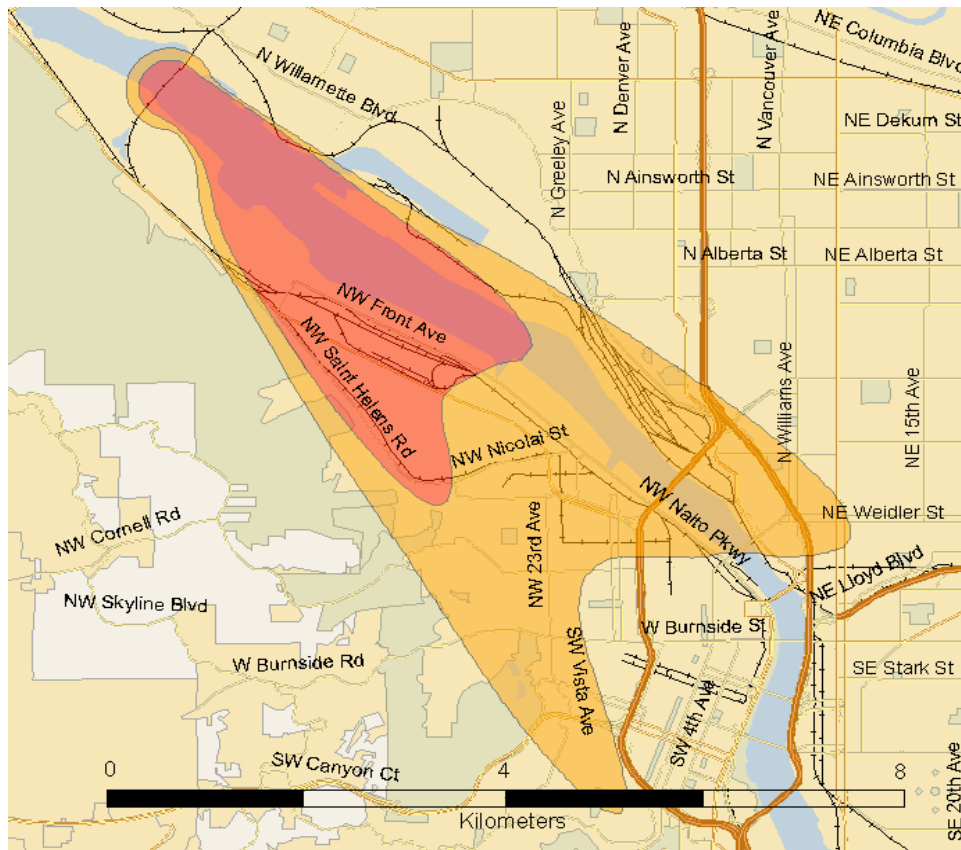 NE Columbia Blvd
N Willamette Blvd
N Denver Ave
N Vancouver Ave
NE Dekum St
N Greeley Ave
N Ainsworth St
NE Ainsworth St
N Alberta St
NE Alberta St
NW Front Ave
NW Saint Helens Rd
N Williams Ave
NE 15th Ave
NW Nicolai St
NW Cornell Rd
NW 23rd Ave
NW Naito Pkwy
NE Weidler St
NE Lloyd Blvd
NW Skyline Blvd
W Burnside St
W Burnside Rd
SW Vista Ave
SE Stark St
SW 4th Ave
SW Canyon Ct
SE 20th Ave
0 4 8
Kilometers